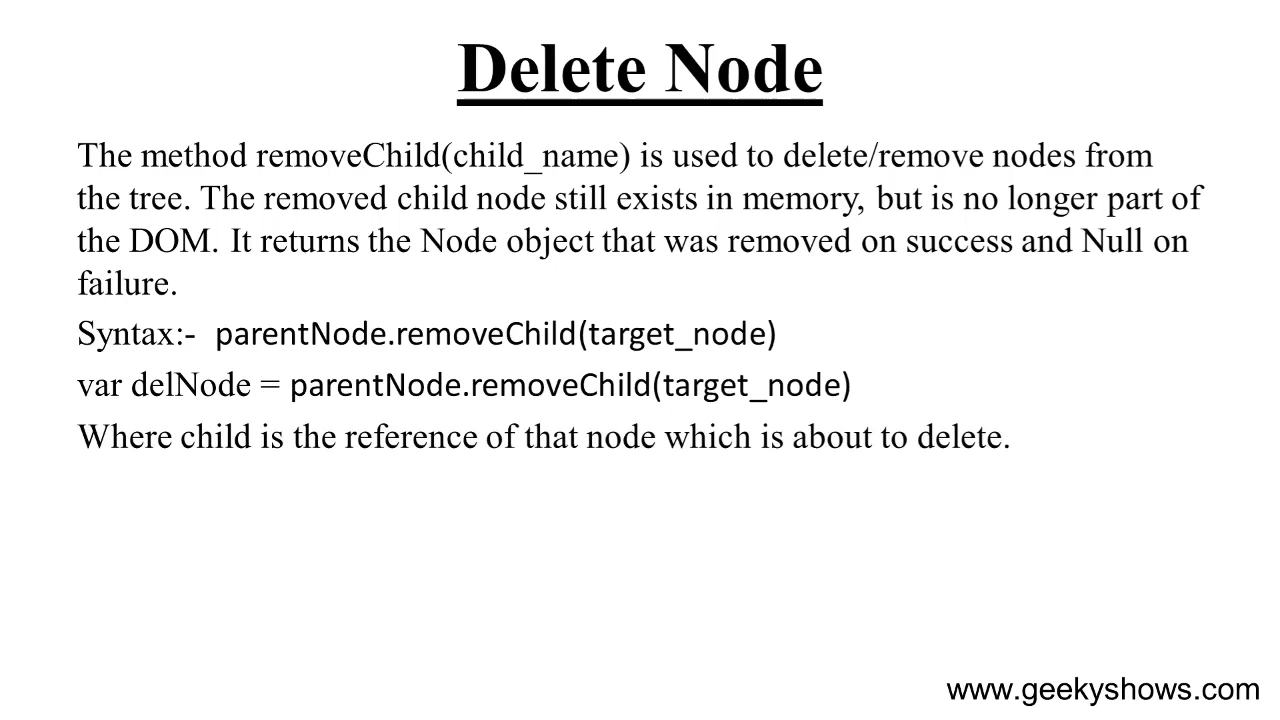 Delete Node
The method removeChild(child_name) is used to delete/remove nodes from
the tree. The removed child node still exists in memory, but is no longer part of
the DOM. It returns the Node object that was removed on success and Null on
failure.
Syntax:- parentNode.removeChild(target_node)
var delNode = parentNode.removeChild(target_node)
Where child is the reference of that node which is about to delete.
www.geekyshows.com